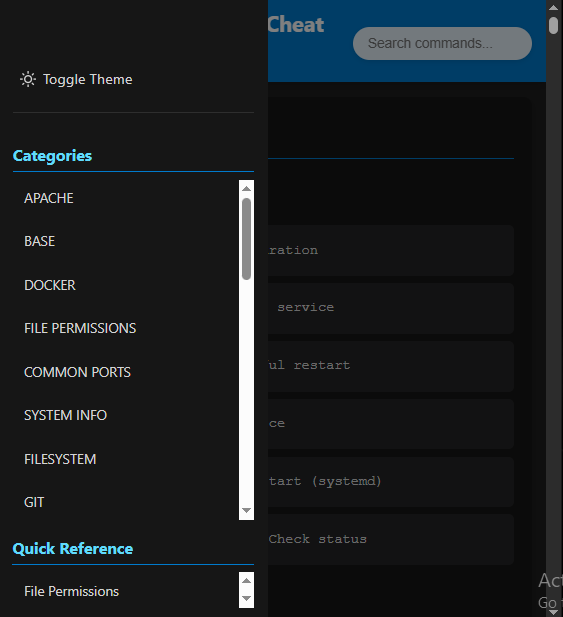 Cheat
Search commands...
Toggle Theme
Categories
APACHE
BASE
DOCKER
FILE PERMISSIONS
COMMON PORTS
SYSTEM INFO
FILESYSTEM
GIT
Quick Reference
File Permissions
ration
service
ul restart
ce
tart (systemd)
Check status
Act
Go t